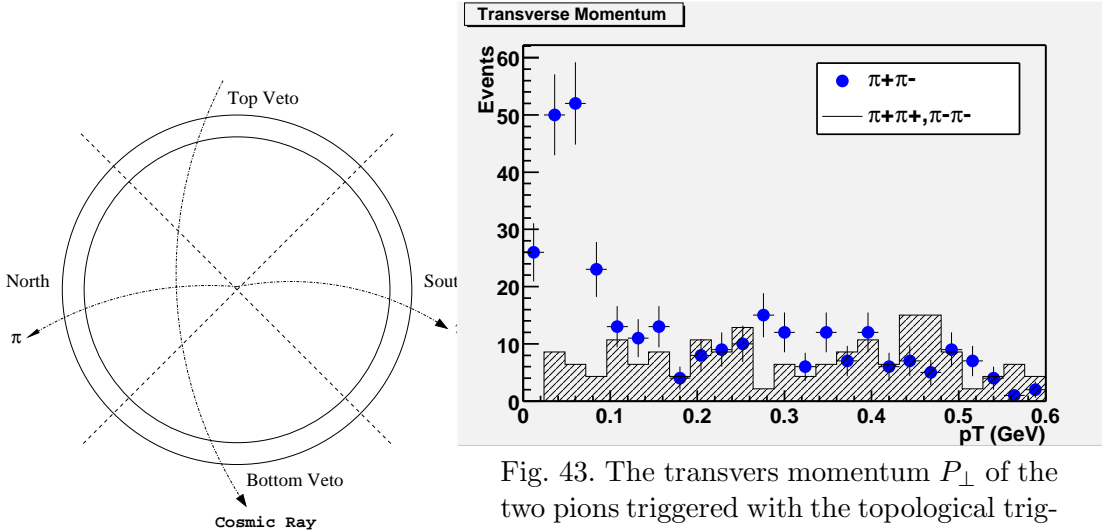 Top Veto
North
Sout
π
Bottom Veto
Cosmic Ray
Transverse Momentum
Events
60
50
40
30
20
10
0
π+π-
π+π+,π-π-
0 0.1 0.2 0.3 0.4 0.5 0.6
pT (GeV)
Fig. 43. The transvers momentum P⊥ of the
two pions triggered with the topological trig-